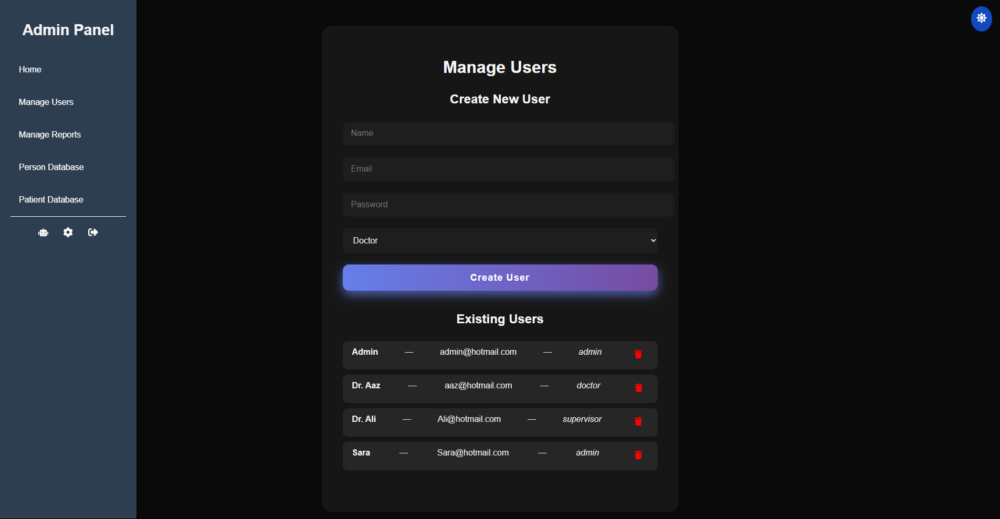 Admin Panel
Home
Manage Users
Manage Reports
Person Database
Patient Database
Manage Users
Create New User
Name
Email
Password
Doctor
Create User
Existing Users
Admin — admin@hotmail.com — admin
Dr. Aaz — aaz@hotmail.com — doctor
Dr. Ali — Ali@hotmail.com — supervisor
Sara — Sara@hotmail.com — admin